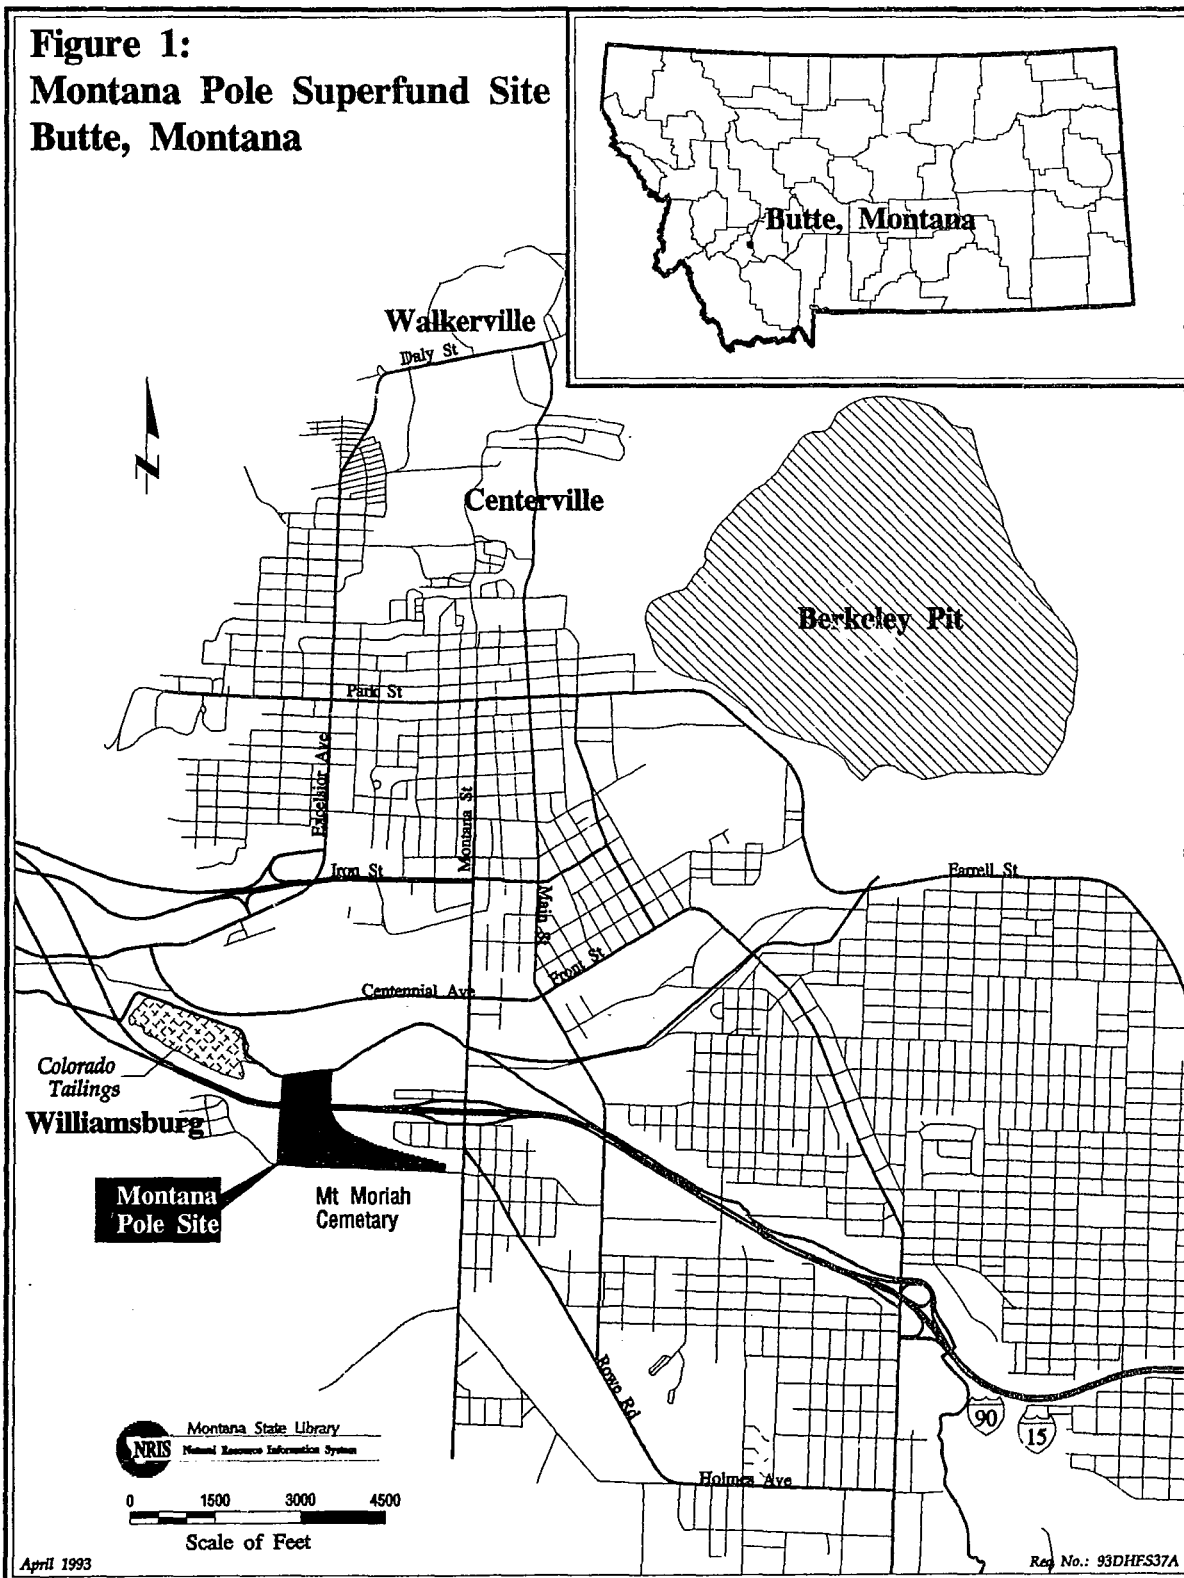 Figure 1:
Montana Pole Superfund Site
Butte, Montana
Butte, Montana
Walkerville
Daly St
N
Centerville
Berkeley Pit
Park St
Excelsior Ave
Montana St
Iron St
Main St
Farrell St
Front St
Centennial Ave
Colorado
Tailings
Williamsburg
Montana
Pole Site
Mt Moriah
Cemetary
Rowe Rd
90
15
Holmes Ave
NRIS
Montana State Library
Natural Resource Information System
0 1500 3000 4500
Scale of Feet
April 1993
Req No.: 93DHES37A